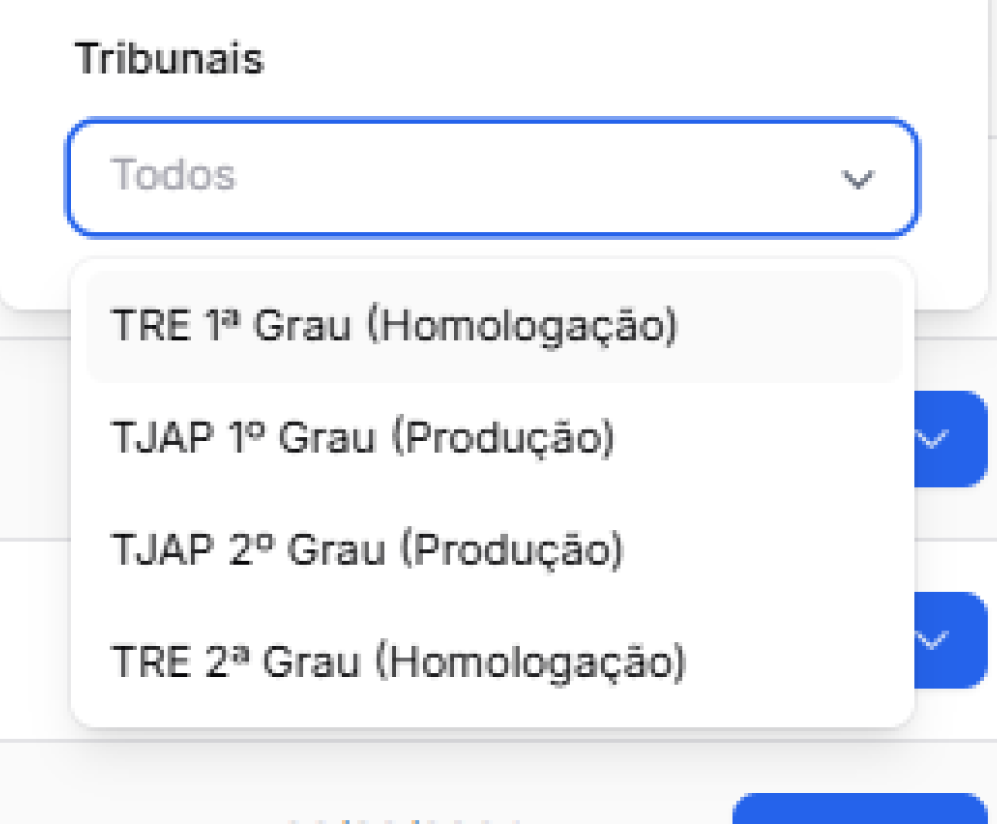 Tribunais
Todos
TRE 1ª Grau (Homologação)
TJAP 1º Grau (Produção)
TJAP 2º Grau (Produção)
TRE 2ª Grau (Homologação)